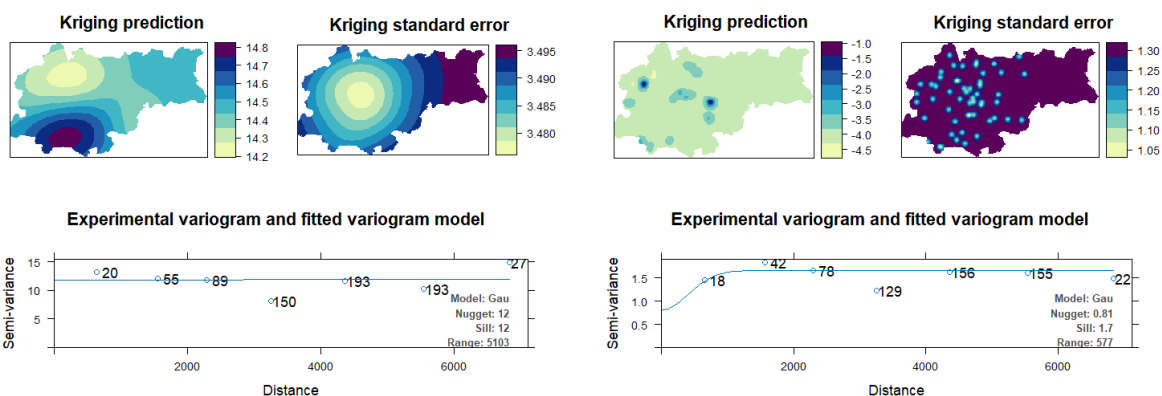 Kriging prediction
Kriging standard error
14.8
14.7
14.6
14.5
14.4
14.3
14.2
3.495
3.490
3.485
3.480
Experimental variogram and fitted variogram model
Semi-variance
15
10
5
20
55
89
150
193
193
27
Model: Gau
Nugget: 12
Sill: 12
Range: 5103
2000
4000
6000
Distance
Kriging prediction
Kriging standard error
-1.0
-1.5
-2.0
-2.5
-3.0
-3.5
-4.0
-4.5
1.30
1.25
1.20
1.15
1.10
1.05
Experimental variogram and fitted variogram model
Semi-variance
1.5
1.0
0.5
18
42
78
129
156
155
22
Model: Gau
Nugget: 0.81
Sill: 1.7
Range: 577
2000
4000
6000
Distance